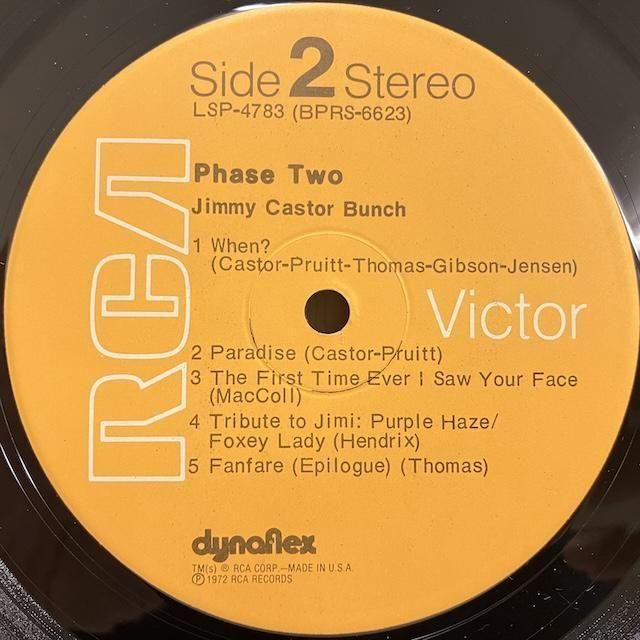 Side 2 Stereo
LSP-4783 (BPRS-6623)
Phase Two
Jimmy Castor Bunch
1 When?
(Castor-Pruitt-Thomas-Gibson-Jensen)
RCA
Victor
2 Paradise (Castor-Pruitt)
3 The First Time Ever I Saw Your Face
(MacColl)
4 Tribute to Jimi: Purple Haze/
Foxey Lady (Hendrix)
5 Fanfare (Epilogue) (Thomas)
dynaflex
TM(s) ® RCA CORP.—MADE IN U.S.A.
℗ 1972 RCA RECORDS